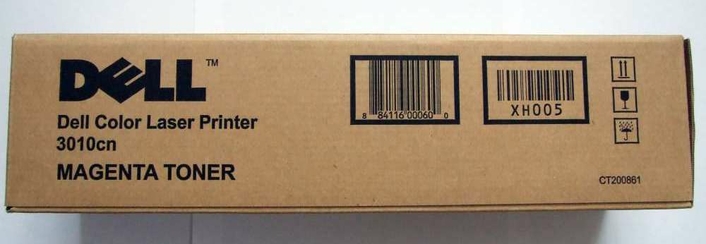 DELL™
Dell Color Laser Printer
3010cn
MAGENTA TONER
8 84116 00060 0
XH005
CT200861